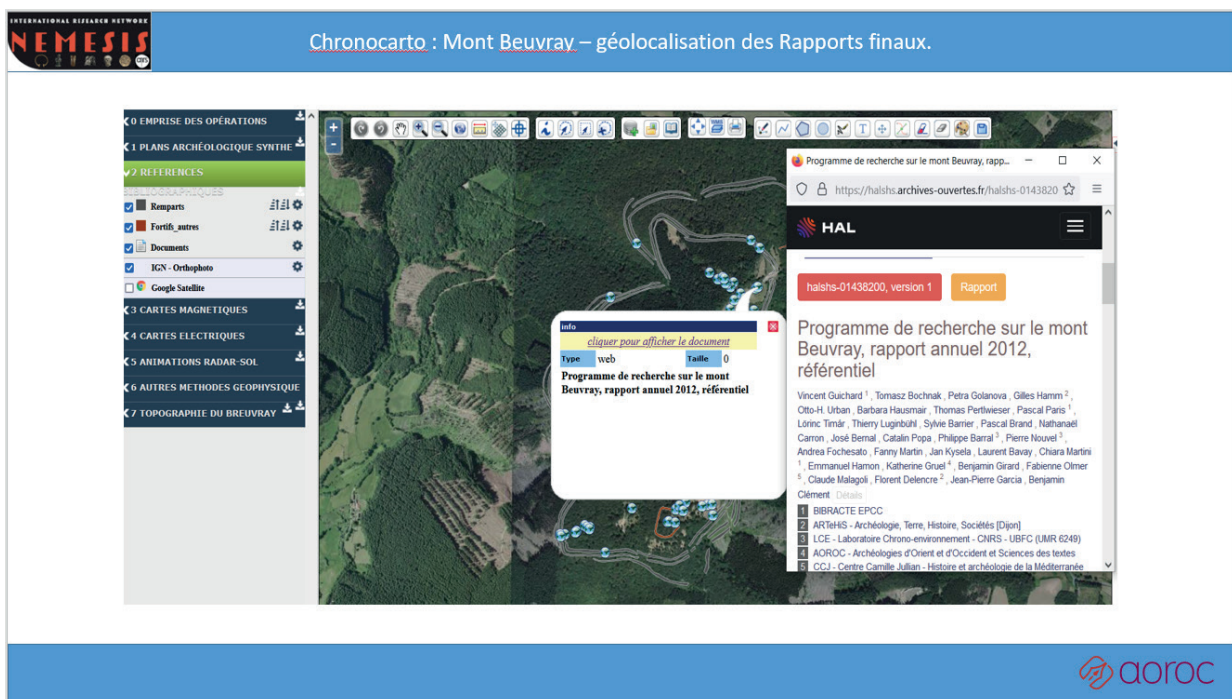 INTERNATIONAL RESEARCH NETWORK
NEMESIS
cnrs
Chronocarto : Mont Beuvray – géolocalisation des Rapports finaux.
0 EMPRISE DES OPÉRATIONS
1 PLANS ARCHÉOLOGIQUE SYNTHE
2 REFERENCES
BIBLIOGRAPHIQUES
Remparts
Fortifs_autres
Documents
IGN - Orthophoto
Google Satellite
3 CARTES MAGNETIQUES
4 CARTES ELECTRIQUES
5 ANIMATIONS RADAR-SOL
6 AUTRES METHODES GEOPHYSIQUE
7 TOPOGRAPHIE DU BREUVRAY
info
cliquer pour afficher le document
Type web Taille 0
Programme de recherche sur le mont
Beuvray, rapport annuel 2012, référentiel
Programme de recherche sur le mont Beuvray, rapp...
https://halshs.archives-ouvertes.fr/halshs-0143820
HAL
halshs-01438200, version 1 Rapport
Programme de recherche sur le mont
Beuvray, rapport annuel 2012,
référentiel
Vincent Guichard 1 , Tomasz Bochnak , Petra Golanova , Gilles Hamm 2 ,
Otto-H. Urban , Barbara Hausmair , Thomas Pertlwieser , Pascal Paris 1 ,
Lőrinc Timár , Thierry Luginbühl , Sylvie Barrier , Pascal Brand , Nathanaël
Carron , José Bernal , Catalin Popa , Philippe Barral 3 , Pierre Nouvel 3 ,
Andrea Fochesato , Fanny Martin , Jan Kysela , Laurent Bavay , Chiara Martini
1 , Emmanuel Hamon , Katherine Gruel 4 , Benjamin Girard , Fabienne Olmer
5 , Claude Malagoli , Florent Delencre 2 , Jean-Pierre Garcia , Benjamin
Clément Détails
1 BIBRACTE EPCC
2 ARTeHiS - Archéologie, Terre, Histoire, Sociétés [Dijon]
3 LCE - Laboratoire Chrono-environnement - CNRS - UBFC (UMR 6249)
4 AOROC - Archéologies d'Orient et d'Occident et Sciences des textes
5 CCJ - Centre Camille Jullian - Histoire et archéologie de la Méditerranée
aoroc